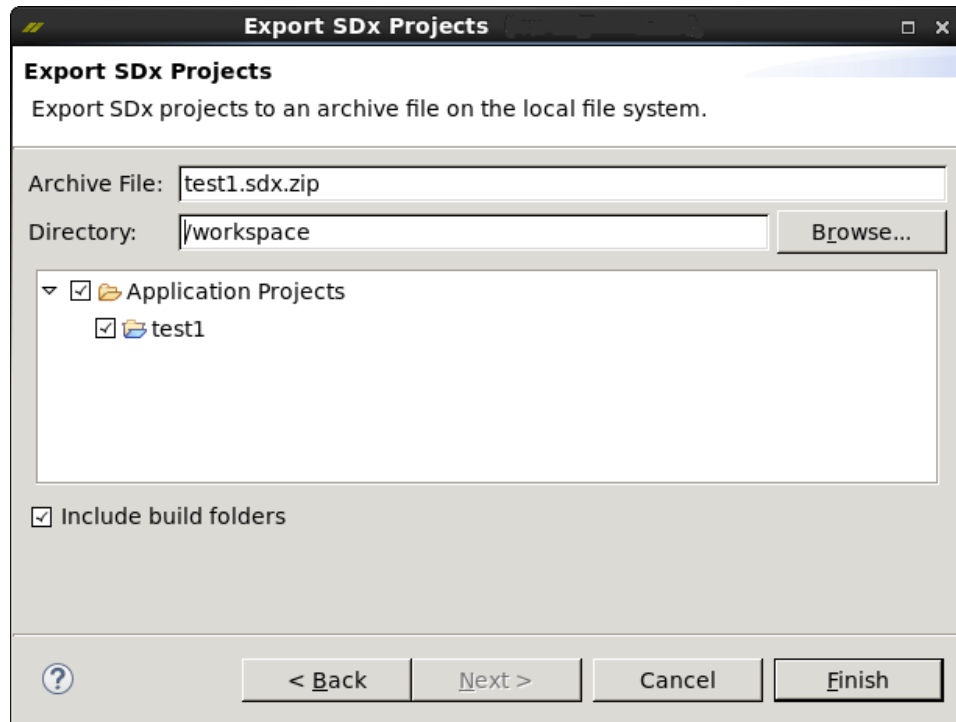 Export SDx Projects
Export SDx Projects
Export SDx projects to an archive file on the local file system.
Archive File: test1.sdx.zip
Directory: /workspace Browse...
Application Projects
test1
Include build folders
? < Back Next > Cancel Finish